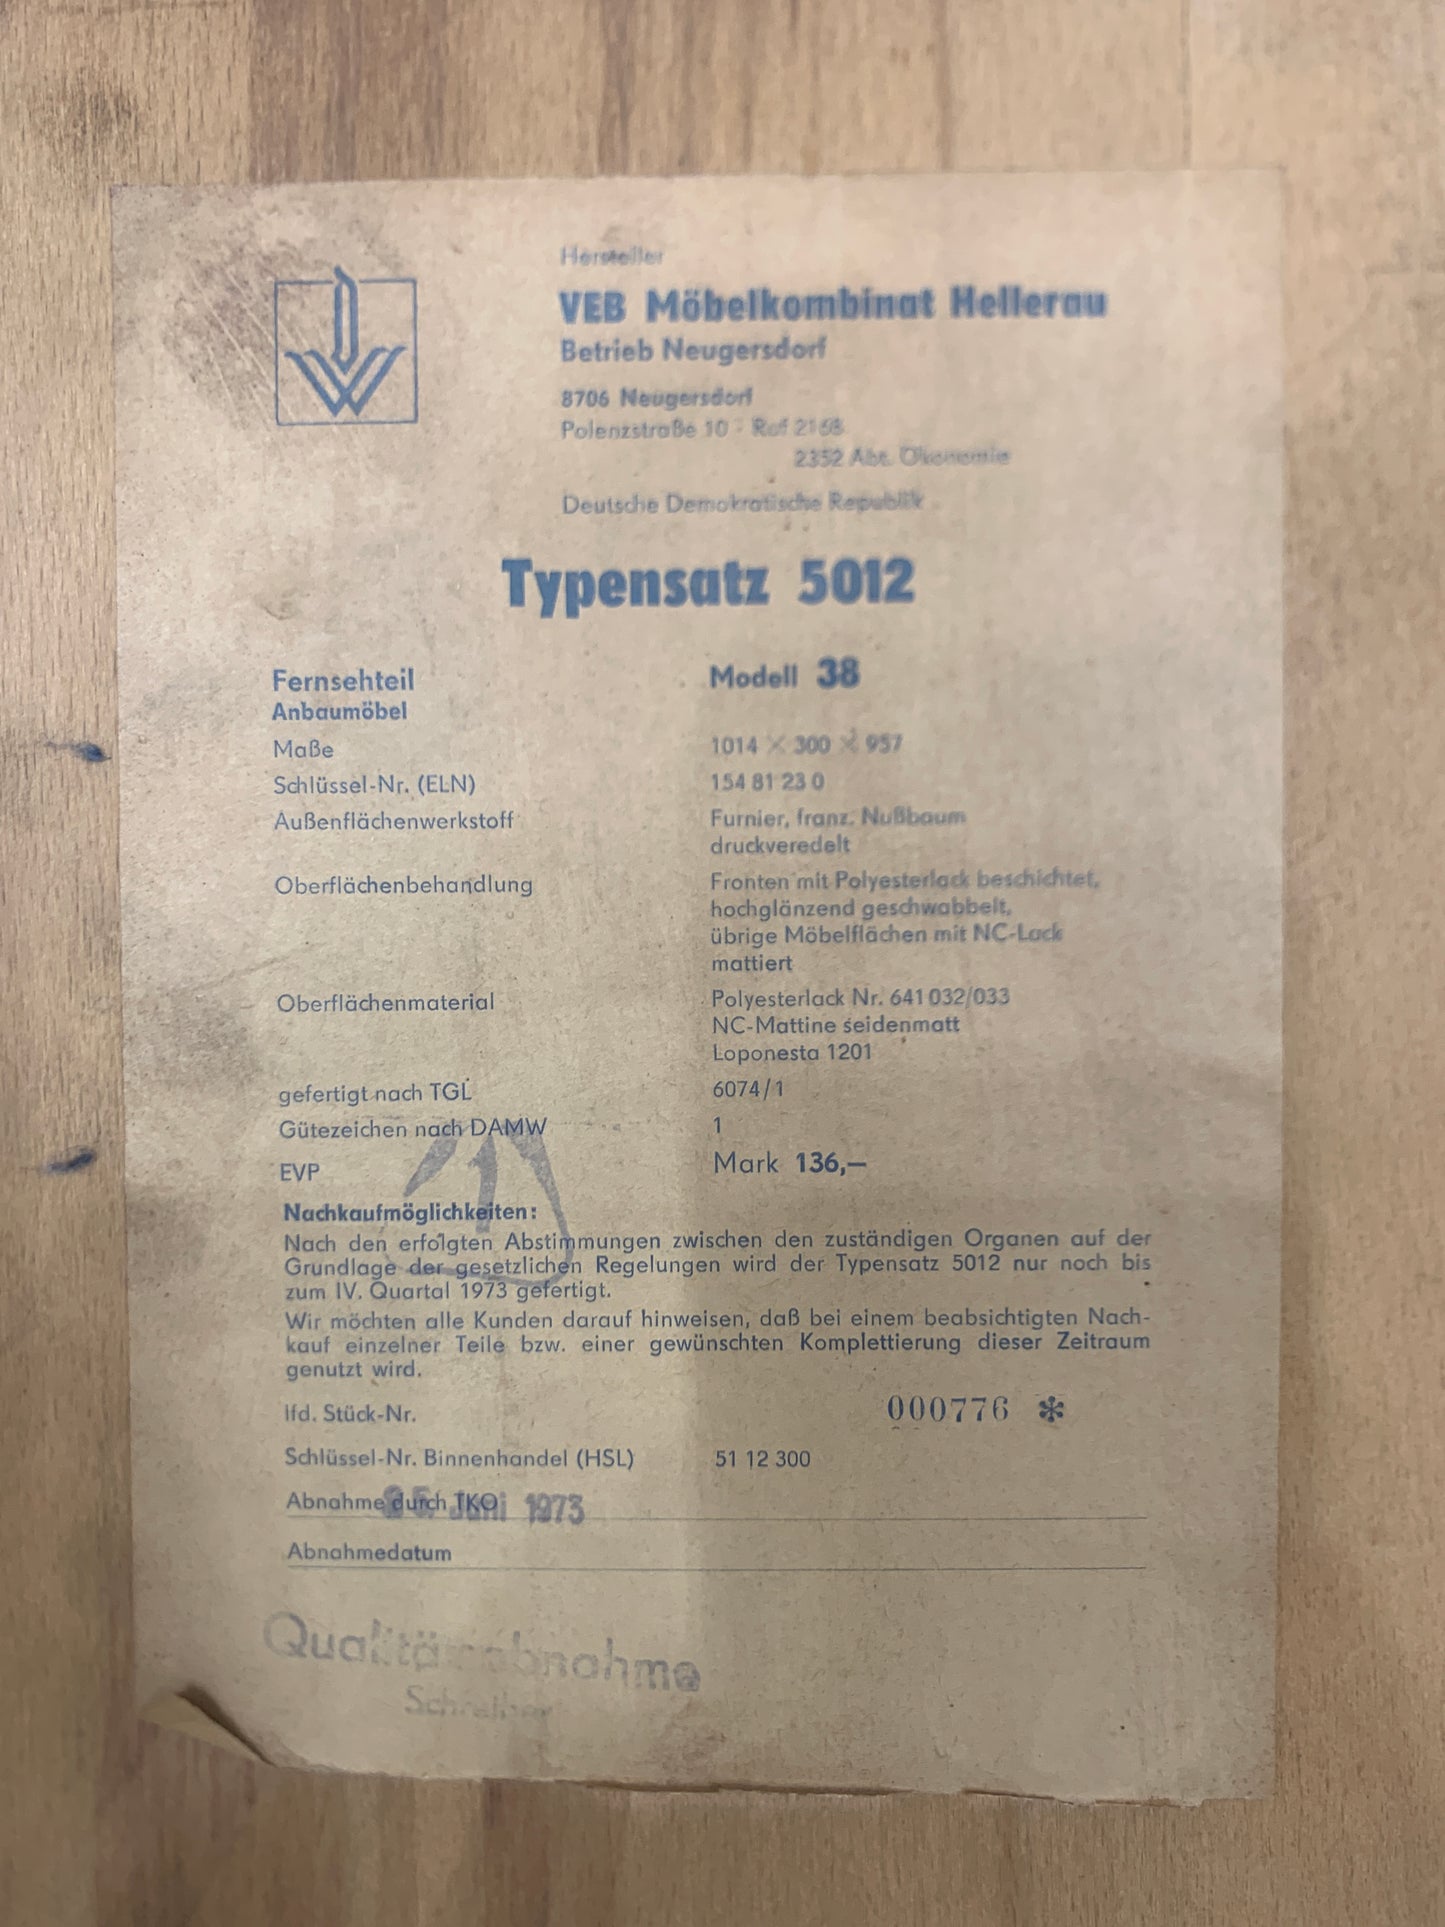 Hersteller
VEB Möbelkombinat Hellerau
Betrieb Neugersdorf
8706 Neugersdorf
Polenzstraße 10 · Ruf 2168
2352 Abt. Ökonomie
Deutsche Demokratische Republik
Typensatz 5012
Fernsehteil Modell 38
Anbaumöbel
Maße 1014 × 300 × 957
Schlüssel-Nr. (ELN) 154 81 23 0
Außenflächenwerkstoff Furnier, franz. Nußbaum
druckveredelt
Oberflächenbehandlung Fronten mit Polyesterlack beschichtet,
hochglänzend geschwabbelt,
übrige Möbelflächen mit NC-Lack
mattiert
Oberflächenmaterial Polyesterlack Nr. 641 032/033
NC-Mattine seidenmatt
Loponesta 1201
gefertigt nach TGL 6074/1
Gütezeichen nach DAMW 1
1
EVP Mark 136,—
Nachkaufmöglichkeiten:
Nach den erfolgten Abstimmungen zwischen den zuständigen Organen auf der
Grundlage der gesetzlichen Regelungen wird der Typensatz 5012 nur noch bis
zum IV. Quartal 1973 gefertigt.
Wir möchten alle Kunden darauf hinweisen, daß bei einem beabsichtigten Nach-
kauf einzelner Teile bzw. einer gewünschten Komplettierung dieser Zeitraum
genutzt wird.
lfd. Stück-Nr. 000776 ✻
Schlüssel-Nr. Binnenhandel (HSL) 51 12 300
Abnahme durch TKO
Juni 1973
Abnahmedatum
Qualitätsabnahme